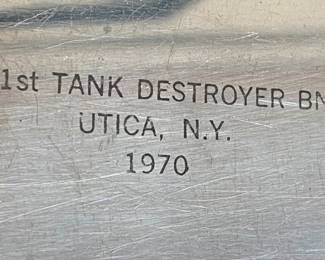 1st TANK DESTROYER BN
UTICA, N.Y.
1970